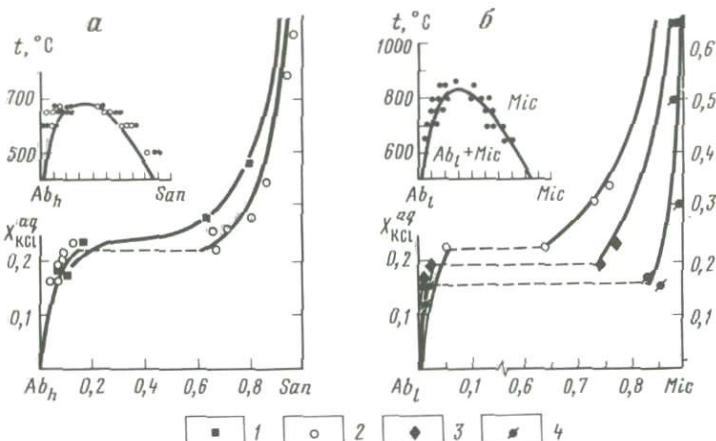 а
б
t, °C
700
500
Ab_h San
X^aq_KCl
0,2
0,1
Ab_h 0,2 0,4 0,6 0,8 San
t, °C
1000
800
600
Mic
Ab_l + Mic
Ab_l Mic
X^aq_KCl
0,2
0,1
0,6
0,5
0,4
0,3
0,2
0,1
Ab_l 0,1 0,6 0,7 0,8 Mic
1 2 3 4